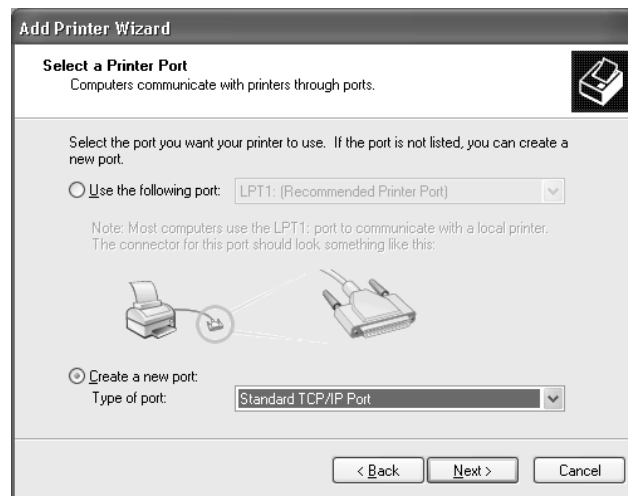 Add Printer Wizard
Select a Printer Port
Computers communicate with printers through ports.
Select the port you want your printer to use. If the port is not listed, you can create a
new port.
Use the following port:
LPT1: (Recommended Printer Port)
Note: Most computers use the LPT1: port to communicate with a local printer.
The connector for this port should look something like this:
Create a new port:
Type of port:
Standard TCP/IP Port
< Back
Next >
Cancel